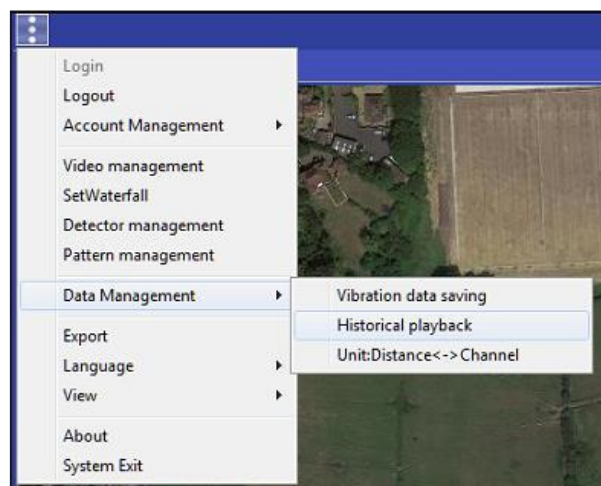 Login
Logout
Account Management
Video management
SetWaterfall
Detector management
Pattern management
Data Management
Vibration data saving
Historical playback
Unit:Distance<->Channel
Export
Language
View
About
System Exit